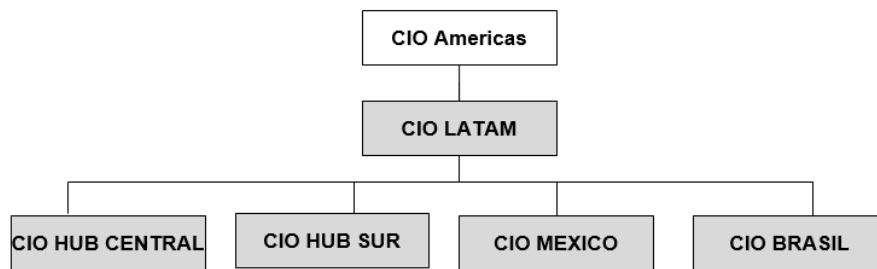 CIO Americas
CIO LATAM
CIO HUB CENTRAL
CIO HUB SUR
CIO MEXICO
CIO BRASIL